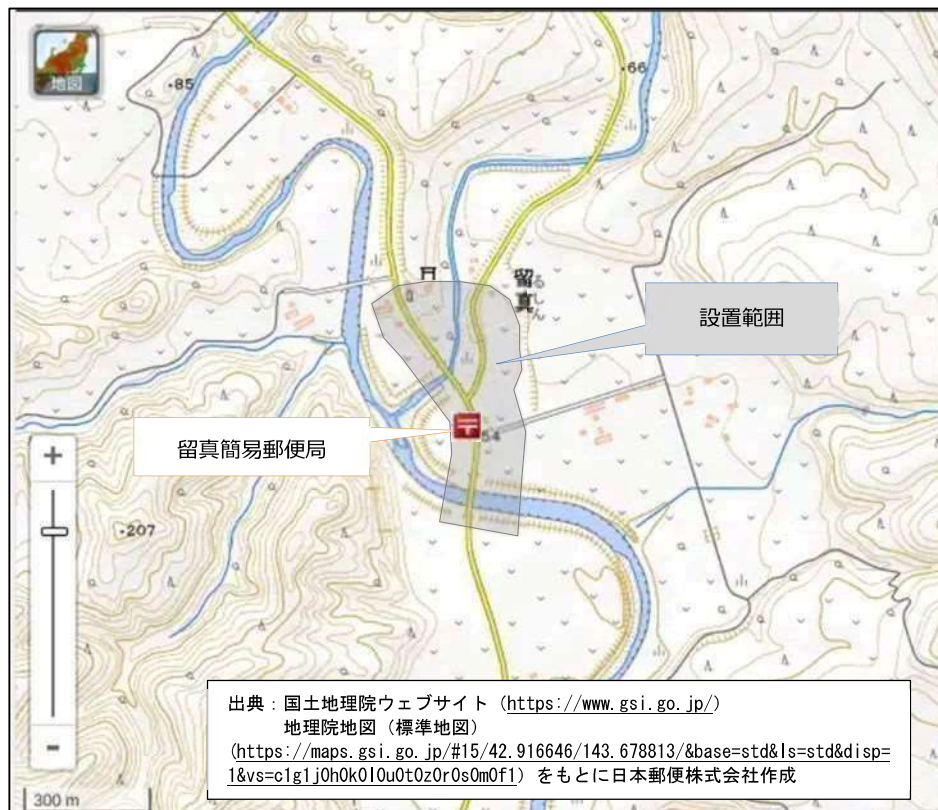 地図
・85
100
・66
留真
るしん
設置範囲
54
留真簡易郵便局
+
・207
-
出典：国土地理院ウェブサイト（https://www.gsi.go.jp/）
地理院地図（標準地図）
（https://maps.gsi.go.jp/#15/42.916646/143.678813/&base=std&ls=std&disp=
1&vs=c1g1j0h0k0l0u0t0z0r0s0m0f1）をもとに日本郵便株式会社作成
300 m